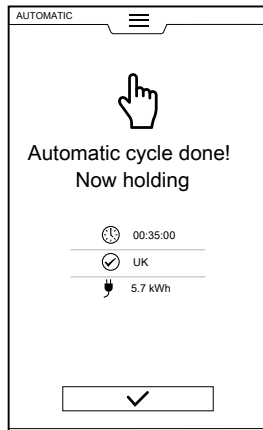 AUTOMATIC
Automatic cycle done!
Now holding
00:35:00
UK
5.7 kWh